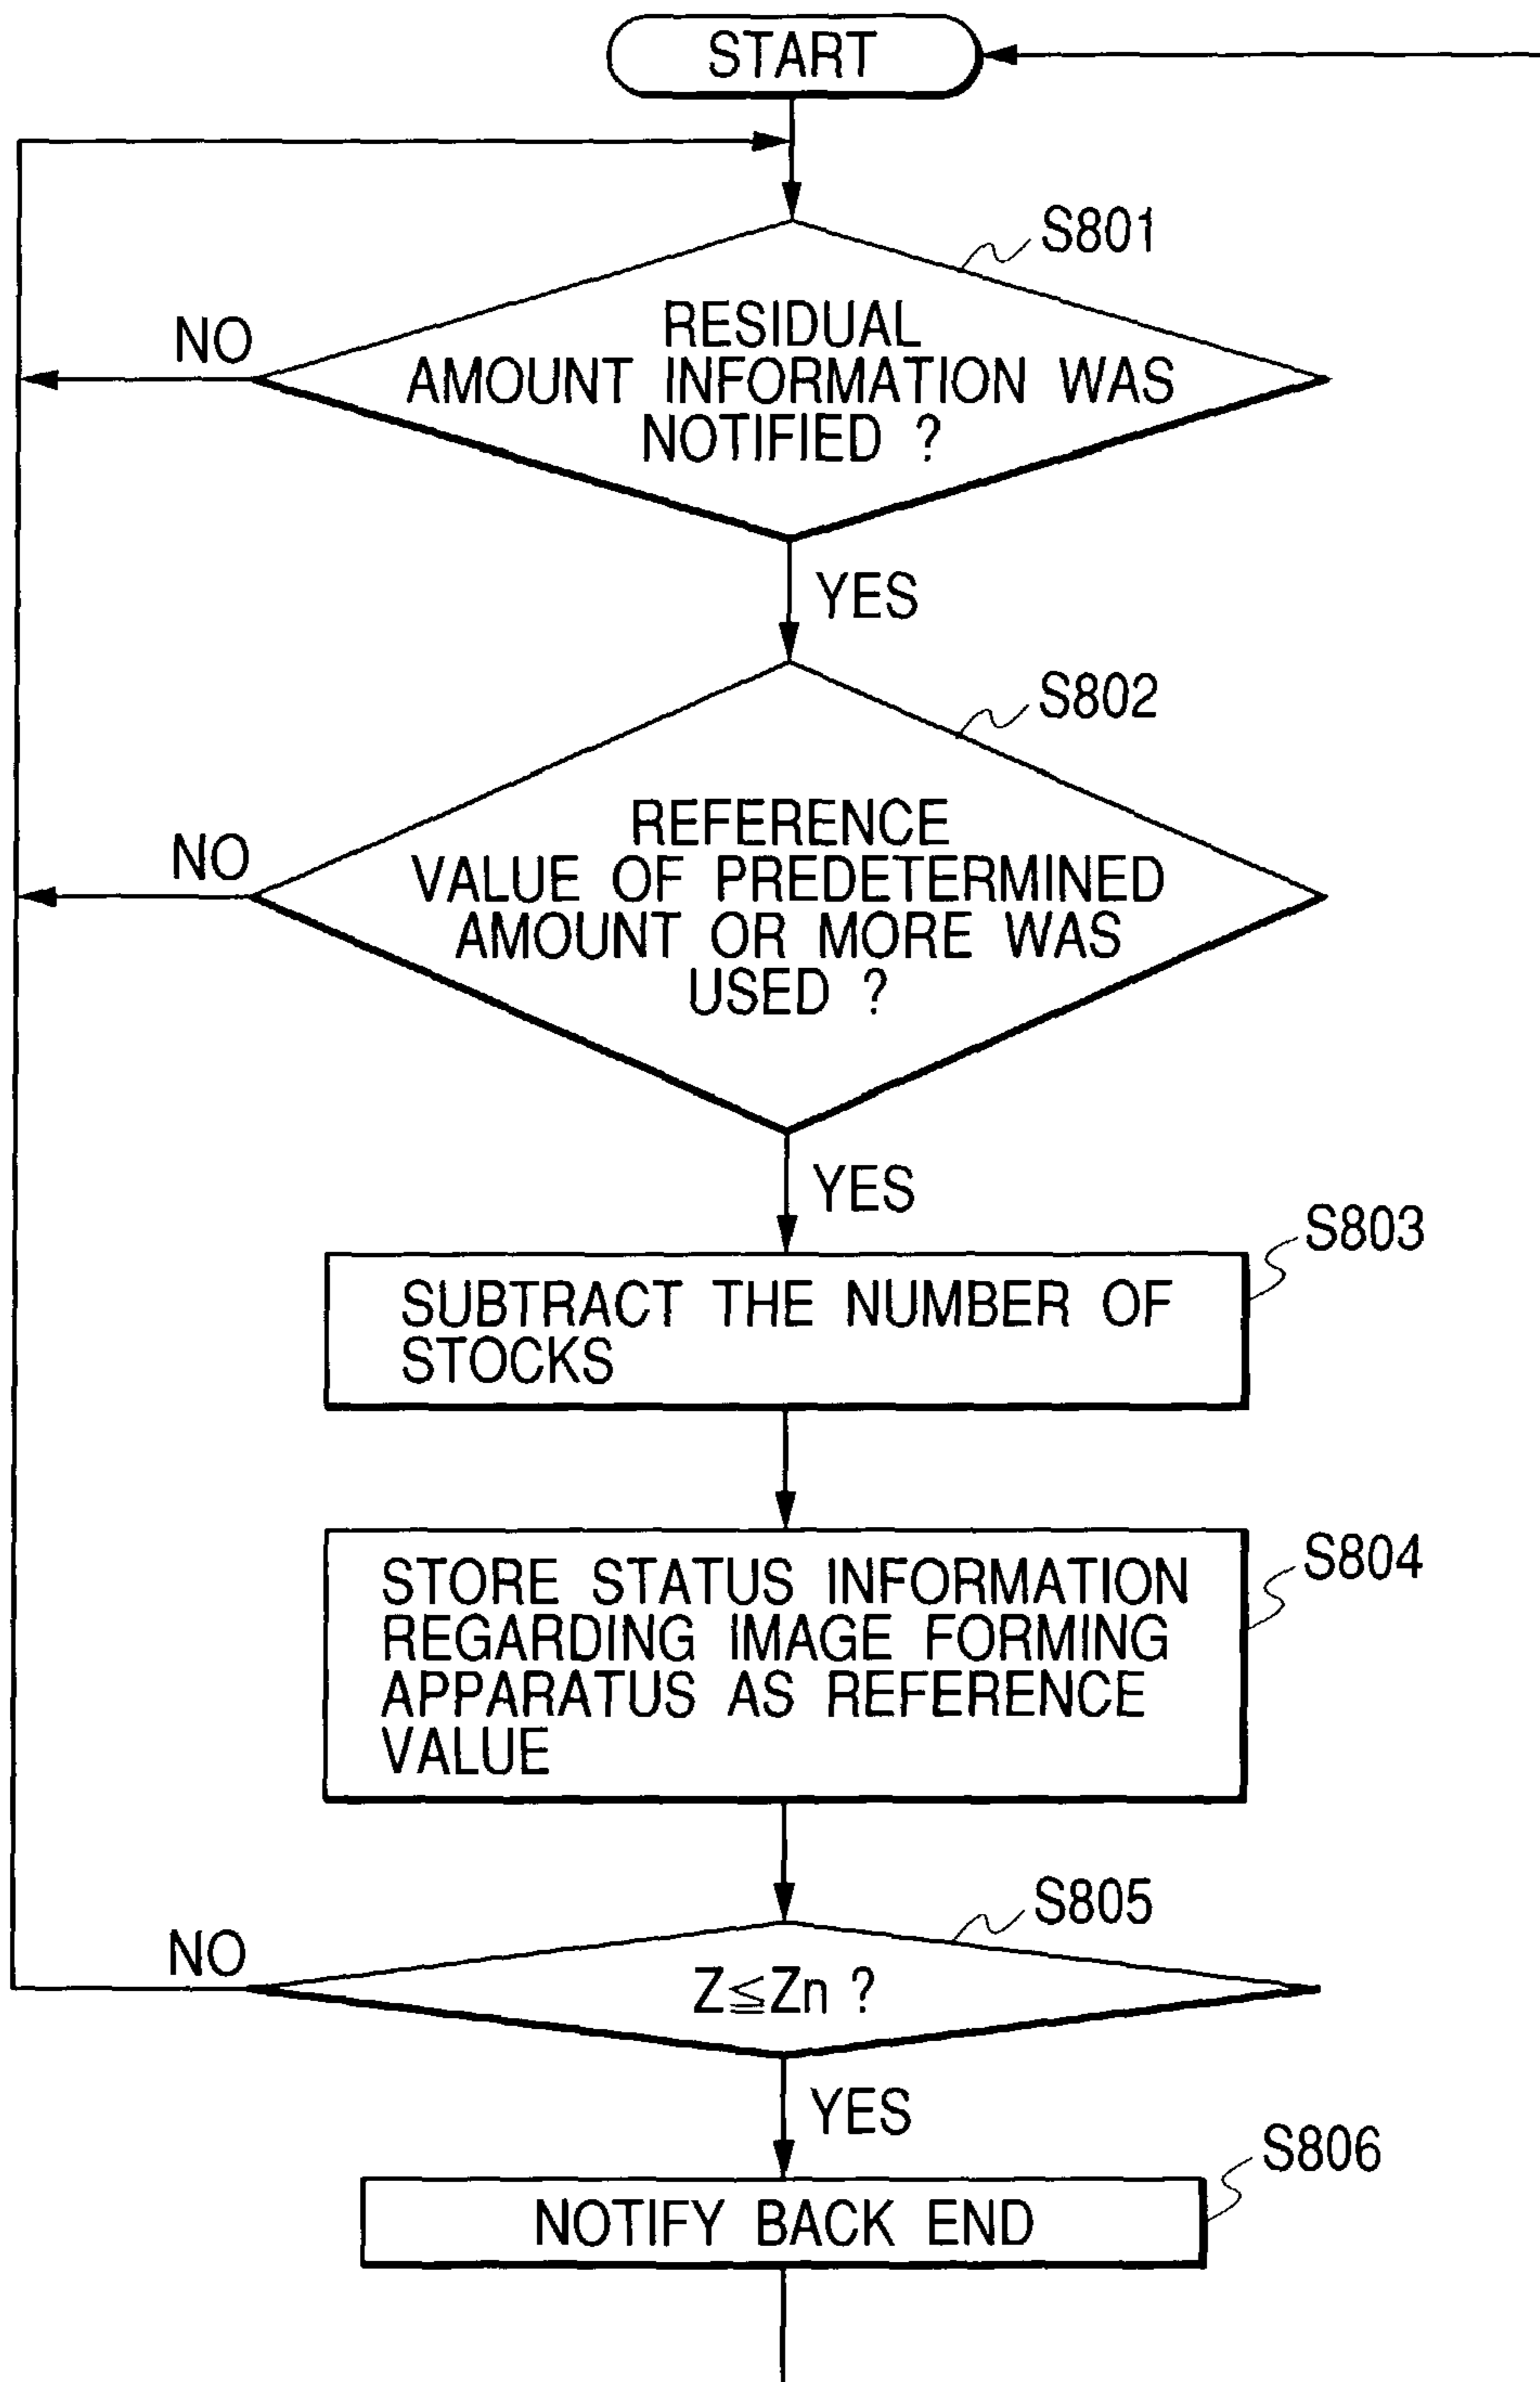 START
S801
RESIDUAL
AMOUNT INFORMATION WAS
NOTIFIED ?
NO
YES
S802
REFERENCE
VALUE OF PREDETERMINED
AMOUNT OR MORE WAS
USED ?
NO
YES
S803
SUBTRACT THE NUMBER OF
STOCKS
S804
STORE STATUS INFORMATION
REGARDING IMAGE FORMING
APPARATUS AS REFERENCE
VALUE
S805
NO
Z≦Zn ?
YES
S806
NOTIFY BACK END